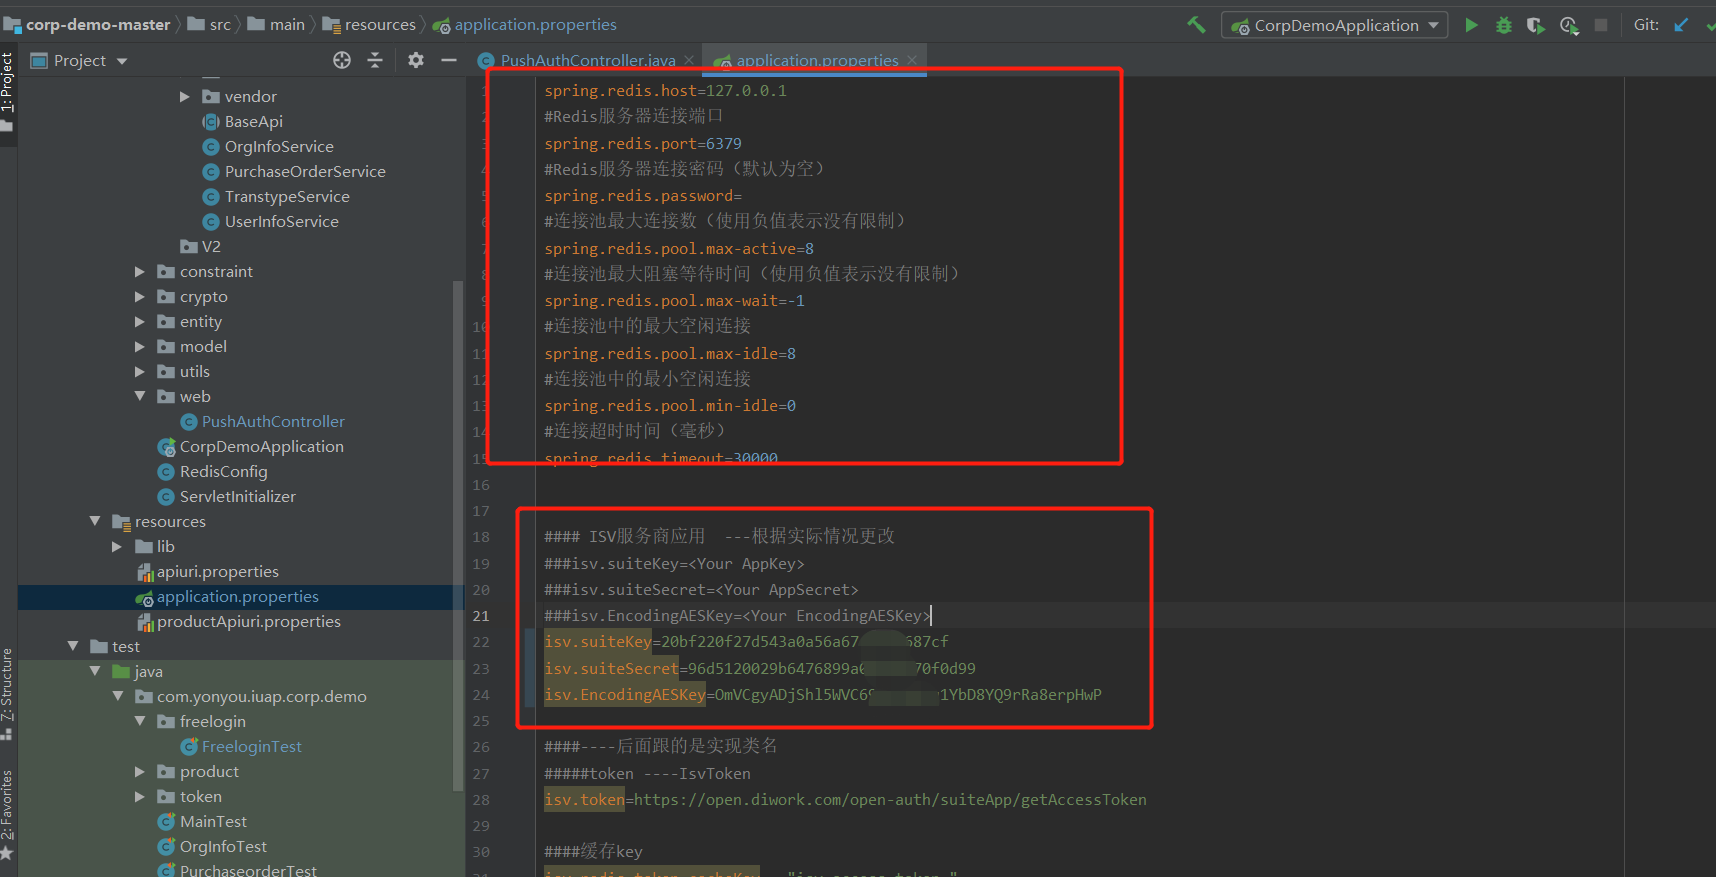 corp-demo-master
src
main
resources
application.properties
CorpDemoApplication
Git:
1: Project
Project
PushAuthController.java
application.properties
vendor
BaseApi
OrgInfoService
PurchaseOrderService
TranstypeService
UserInfoService
V2
constraint
crypto
entity
model
utils
web
PushAuthController
CorpDemoApplication
RedisConfig
ServletInitializer
resources
lib
apiuri.properties
application.properties
productApiuri.properties
test
java
com.yonyou.iuap.corp.demo
freelogin
FreeloginTest
product
token
MainTest
OrgInfoTest
PurchaseorderTest
7: Structure
2: Favorites
1 spring.redis.host=127.0.0.1
2 #Redis服务器连接端口
3 spring.redis.port=6379
4 #Redis服务器连接密码（默认为空）
5 spring.redis.password=
6 #连接池最大连接数（使用负值表示没有限制）
7 spring.redis.pool.max-active=8
8 #连接池最大阻塞等待时间（使用负值表示没有限制）
9 spring.redis.pool.max-wait=-1
10 #连接池中的最大空闲连接
11 spring.redis.pool.max-idle=8
12 #连接池中的最小空闲连接
13 spring.redis.pool.min-idle=0
14 #连接超时时间（毫秒）
15 spring.redis.timeout=30000
16
17
18 #### ISV服务商应用 ---根据实际情况更改
19 ###isv.suiteKey=<Your AppKey>
20 ###isv.suiteSecret=<Your AppSecret>
21 ###isv.EncodingAESKey=<Your EncodingAESKey>
22 isv.suiteKey=20bf220f27d543a0a56a67 687cf
23 isv.suiteSecret=96d5120029b6476899a 70f0d99
24 isv.EncodingAESKey=OmVCgyADjShl5WVC6 1YbD8YQ9rRa8erpHwP
25
26 ####----后面跟的是实现类名
27 #####token ----IsvToken
28 isv.token=https://open.diwork.com/open-auth/suiteApp/getAccessToken
29
30 ####缓存key